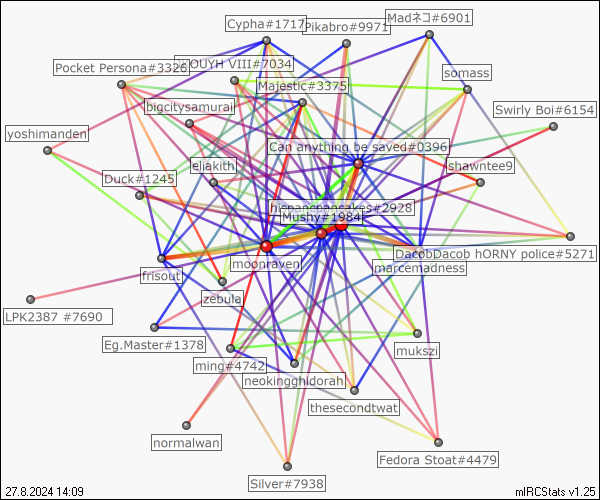 Cypha#1717
Pikabro#9971
Madネコ#6901
OUYH VIII#7034
Pocket Persona#3326
somass
Majestic#3375
bigcitysamurai
Swirly Boi#6154
yoshimanden
Can anything be saved#0396
eliakith
shawntee9
Duck#1245
hicpancpancakes#2928
Mushy#1984
DacobDacob hORNY police#5271
moonraven
marcemadness
frisout
zebula
LPK2387 #7690
Eg.Master#1378
mukszi
ming#4742
neokingghidorah
thesecondtwat
normalwan
Fedora Stoat#4479
Silver#7938
27.8.2024 14:09
mIRCStats v1.25